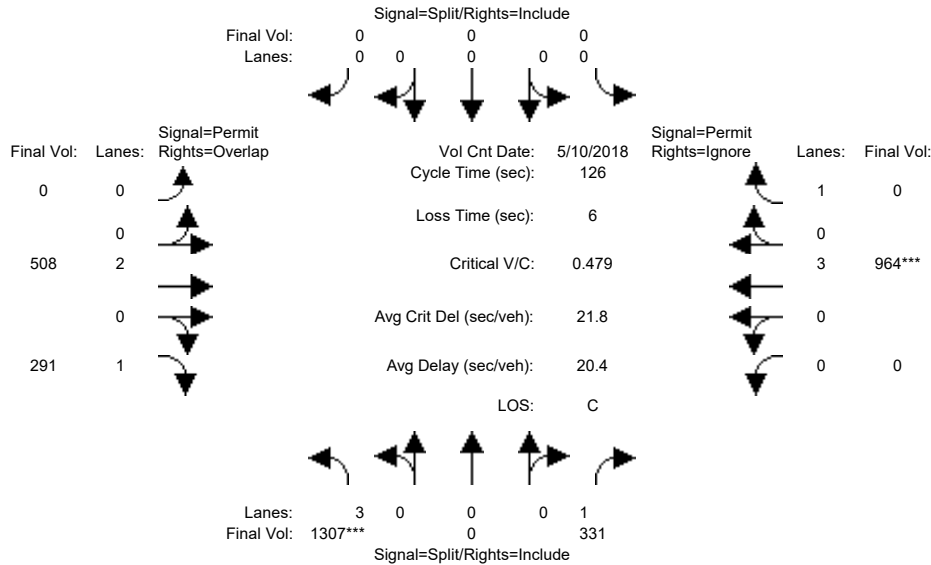 Signal=Split/Rights=Include
Final Vol: 0 0 0
Lanes: 0 0 0 0 0
Signal=Permit Signal=Permit
Final Vol: Lanes: Rights=Overlap Vol Cnt Date: 5/10/2018 Rights=Ignore Lanes: Final Vol:
Cycle Time (sec): 126
0 0 1 0
Loss Time (sec): 6
0 0
508 2 Critical V/C: 0.479 3 964***
0 Avg Crit Del (sec/veh): 21.8 0
291 1 Avg Delay (sec/veh): 20.4 0 0
LOS: C
Lanes: 3 0 0 0 1
Final Vol: 1307*** 0 331
Signal=Split/Rights=Include